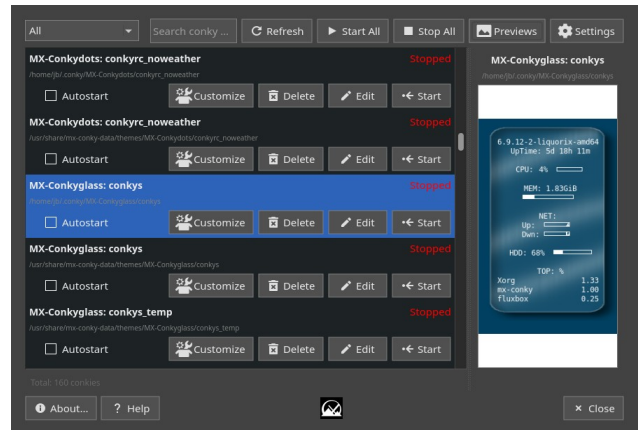 All
Search conky ...
Refresh
Start All
Stop All
Previews
Settings
MX-Conkydots: conkyrc_noweather
Stopped
/home/jb/.conky/MX-Conkydots/conkyrc_noweather
Autostart
Customize
Delete
Edit
Start
MX-Conkydots: conkyrc_noweather
Stopped
/usr/share/mx-conky-data/themes/MX-Conkydots/conkyrc_noweather
Autostart
Customize
Delete
Edit
Start
MX-Conkyglass: conkys
Stopped
/home/jb/.conky/MX-Conkyglass/conkys
Autostart
Customize
Delete
Edit
Start
MX-Conkyglass: conkys
Stopped
/usr/share/mx-conky-data/themes/MX-Conkyglass/conkys
Autostart
Customize
Delete
Edit
Start
MX-Conkyglass: conkys_temp
Stopped
/usr/share/mx-conky-data/themes/MX-Conkyglass/conkys_temp
Autostart
Customize
Delete
Edit
Start
Total: 160 conkies
MX-Conkyglass: conkys
/home/jb/.conky/MX-Conkyglass/conkys
6.9.12-2-liquorix-amd64
UpTime: 5d 18h 11m
CPU: 4%
MEM: 1.83GiB
NET:
Up:
Dwn:
HDD: 68%
TOP: %
Xorg 1.33
mx-conky 1.00
fluxbox 0.25
About...
? Help
Close